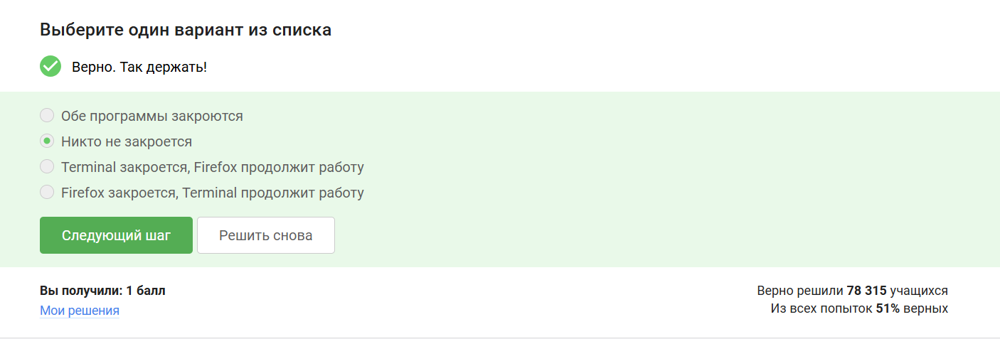 Выберите один вариант из списка
Верно. Так держать!
Обе программы закроются
Никто не закроется
Terminal закроется, Firefox продолжит работу
Firefox закроется, Terminal продолжит работу
Следующий шаг
Решить снова
Вы получили: 1 балл
Мои решения
Верно решили 78 315 учащихся
Из всех попыток 51% верных